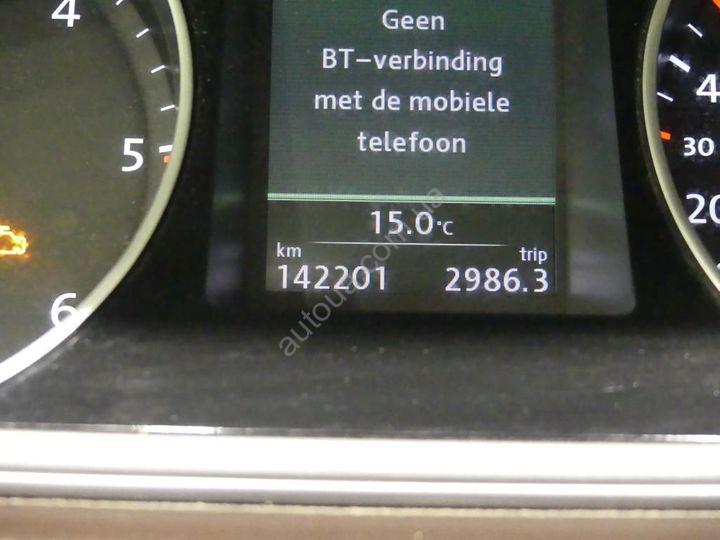 4
5
6
Geen
BT-verbinding
met de mobiele
telefoon
15.0°C
km trip
142201 2986.3
4
30
20
autoua.com.ua